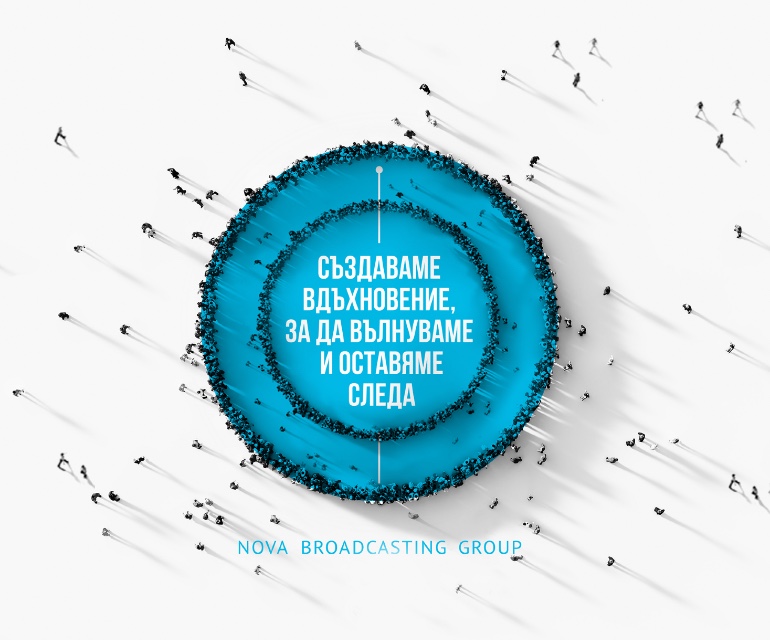 СЪЗДАВАМЕ
ВДЪХНОВЕНИЕ,
ЗА ДА ВЪЛНУВАМЕ
И ОСТАВЯМЕ
СЛЕДА
NOVA BROADCASTING GROUP